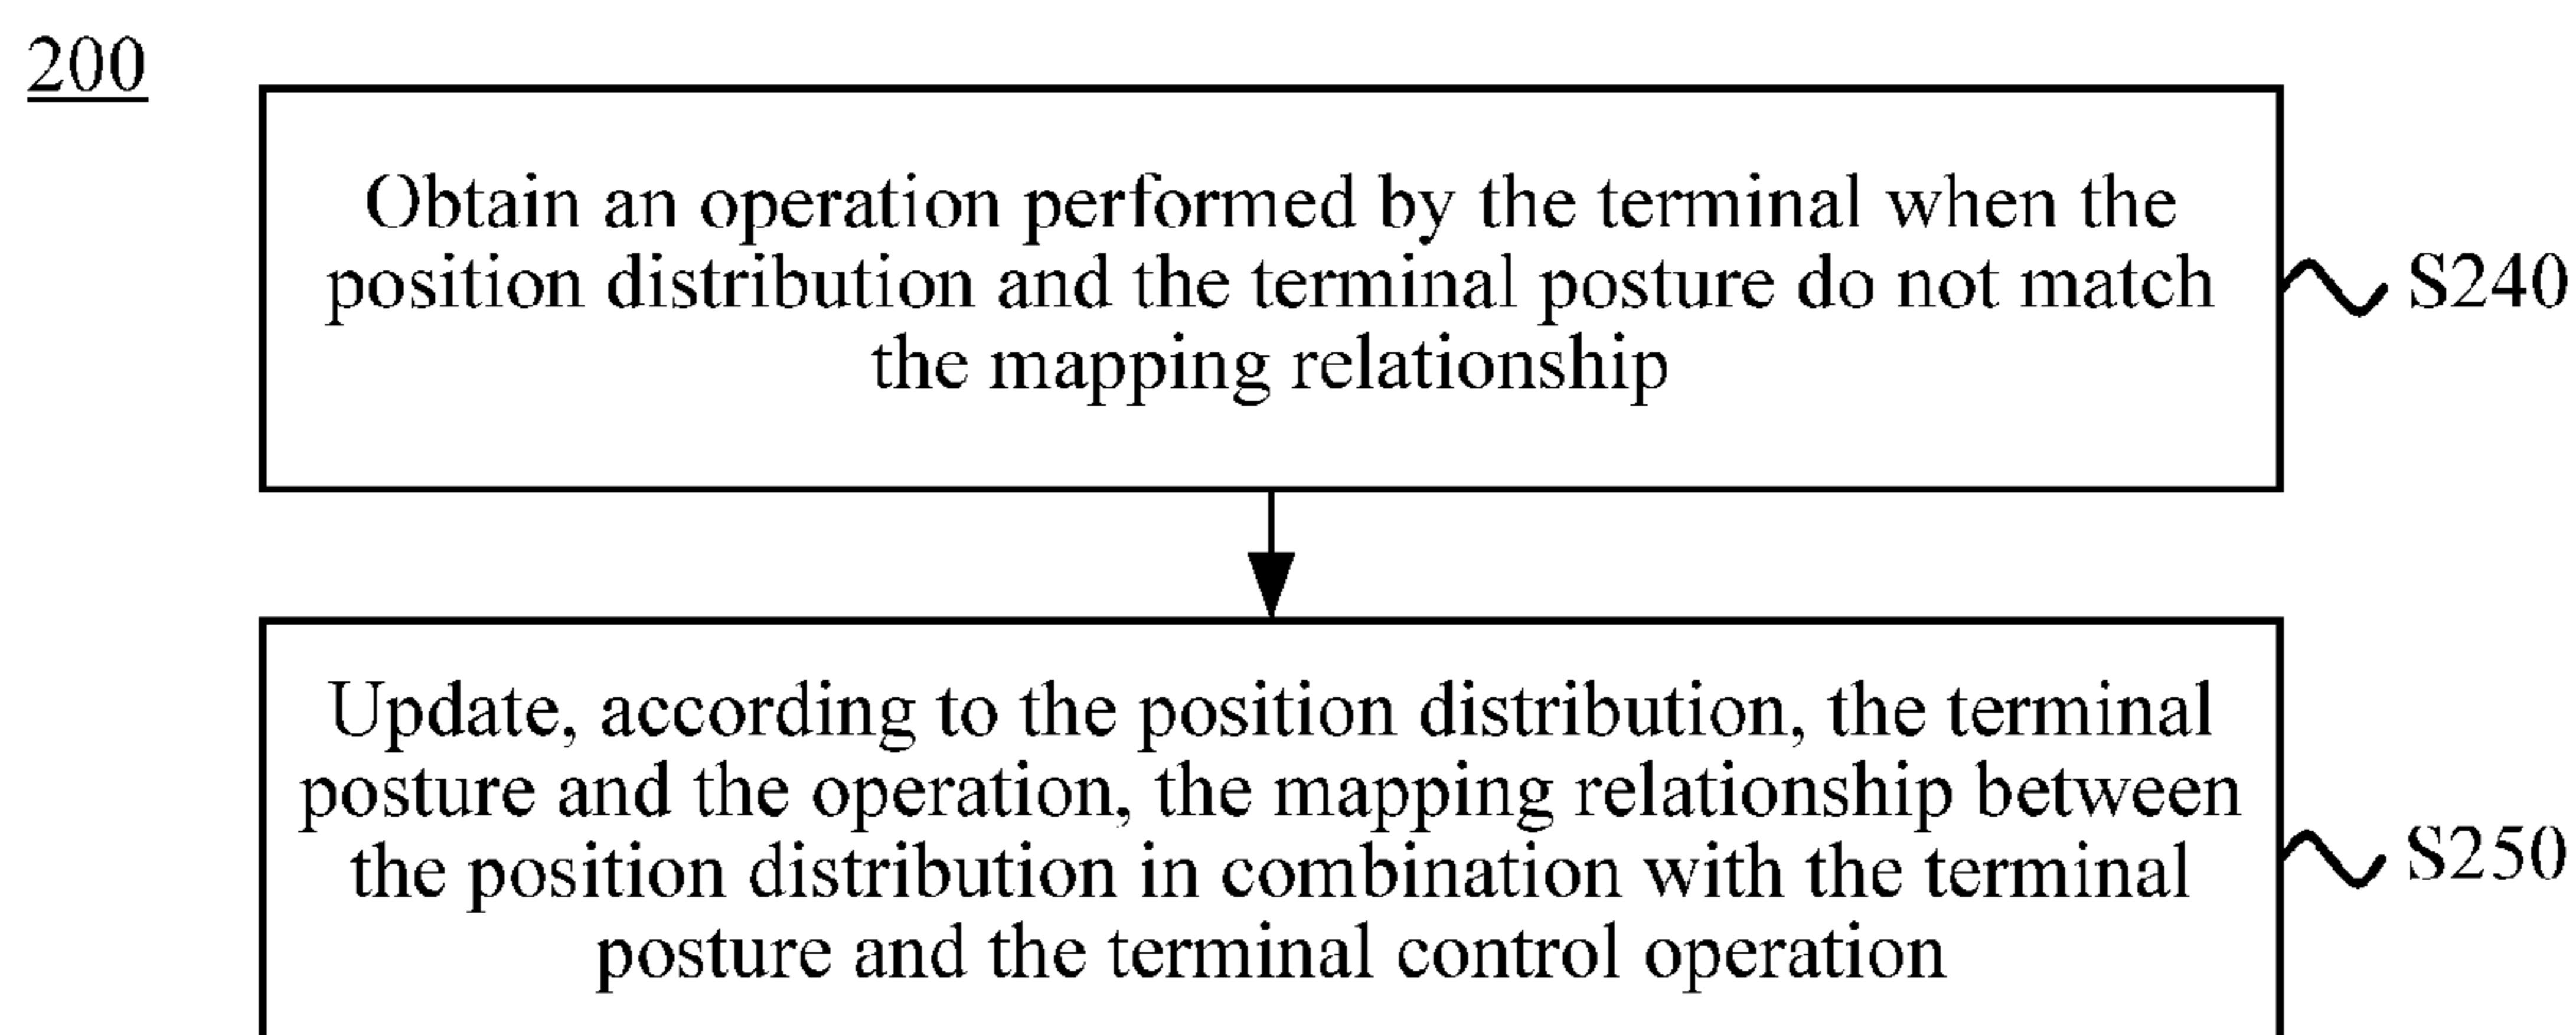 200
Obtain an operation performed by the terminal when the
position distribution and the terminal posture do not match
the mapping relationship
S240
Update, according to the position distribution, the terminal
posture and the operation, the mapping relationship between
the position distribution in combination with the terminal
posture and the terminal control operation
S250